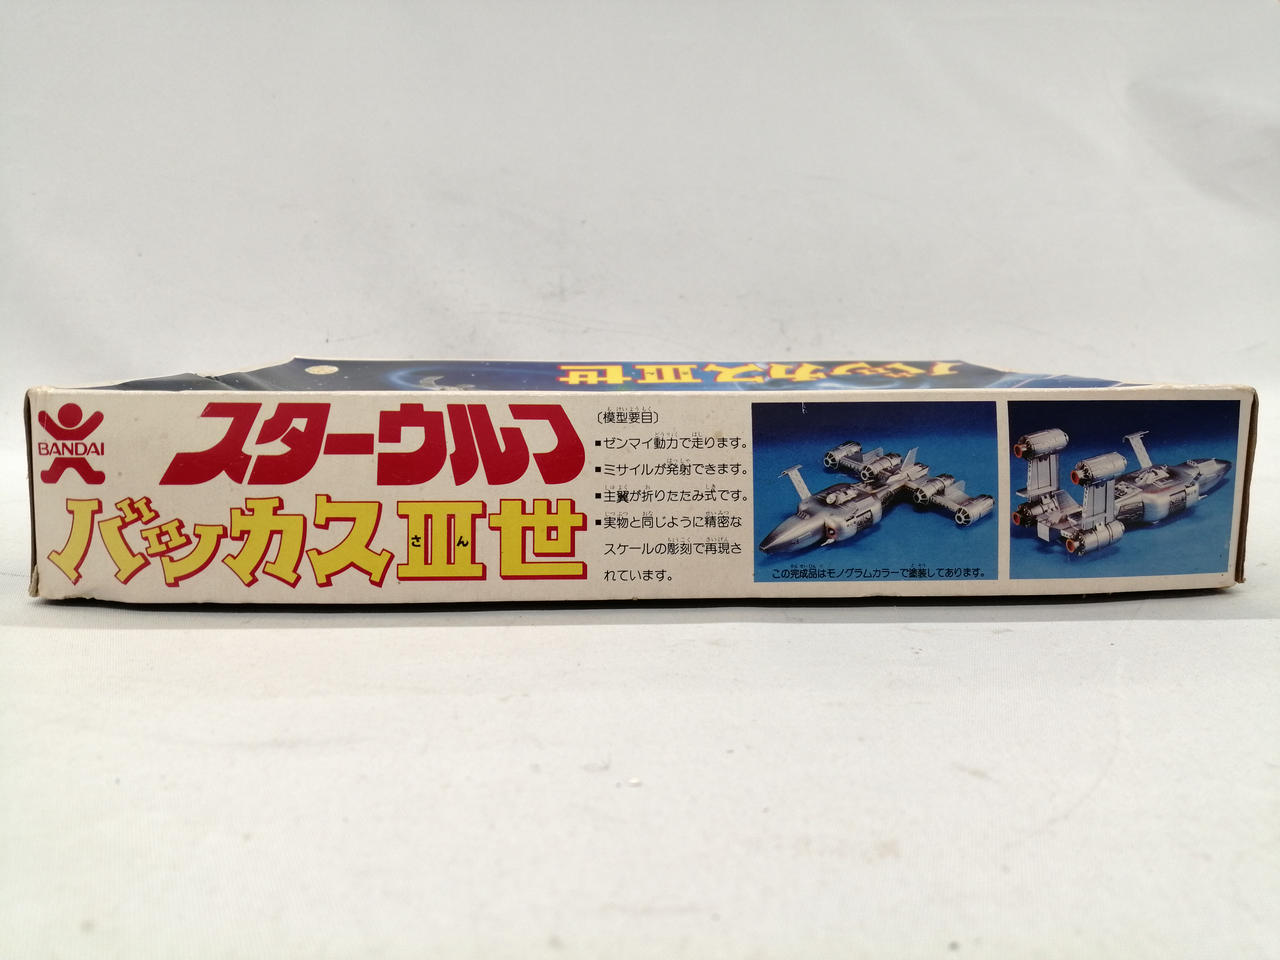 バッカスIII世
BANDAI
スターウルフ
バッカスIII世
さん
〔模型要目〕
■ゼンマイ動力で走ります。
■ミサイルが発射できます。
■主翼が折りたたみ式です。
■実物と同じように精密な
スケールの彫刻で再現さ
れています。
この完成品はモノグラムカラーで塗装してあります。